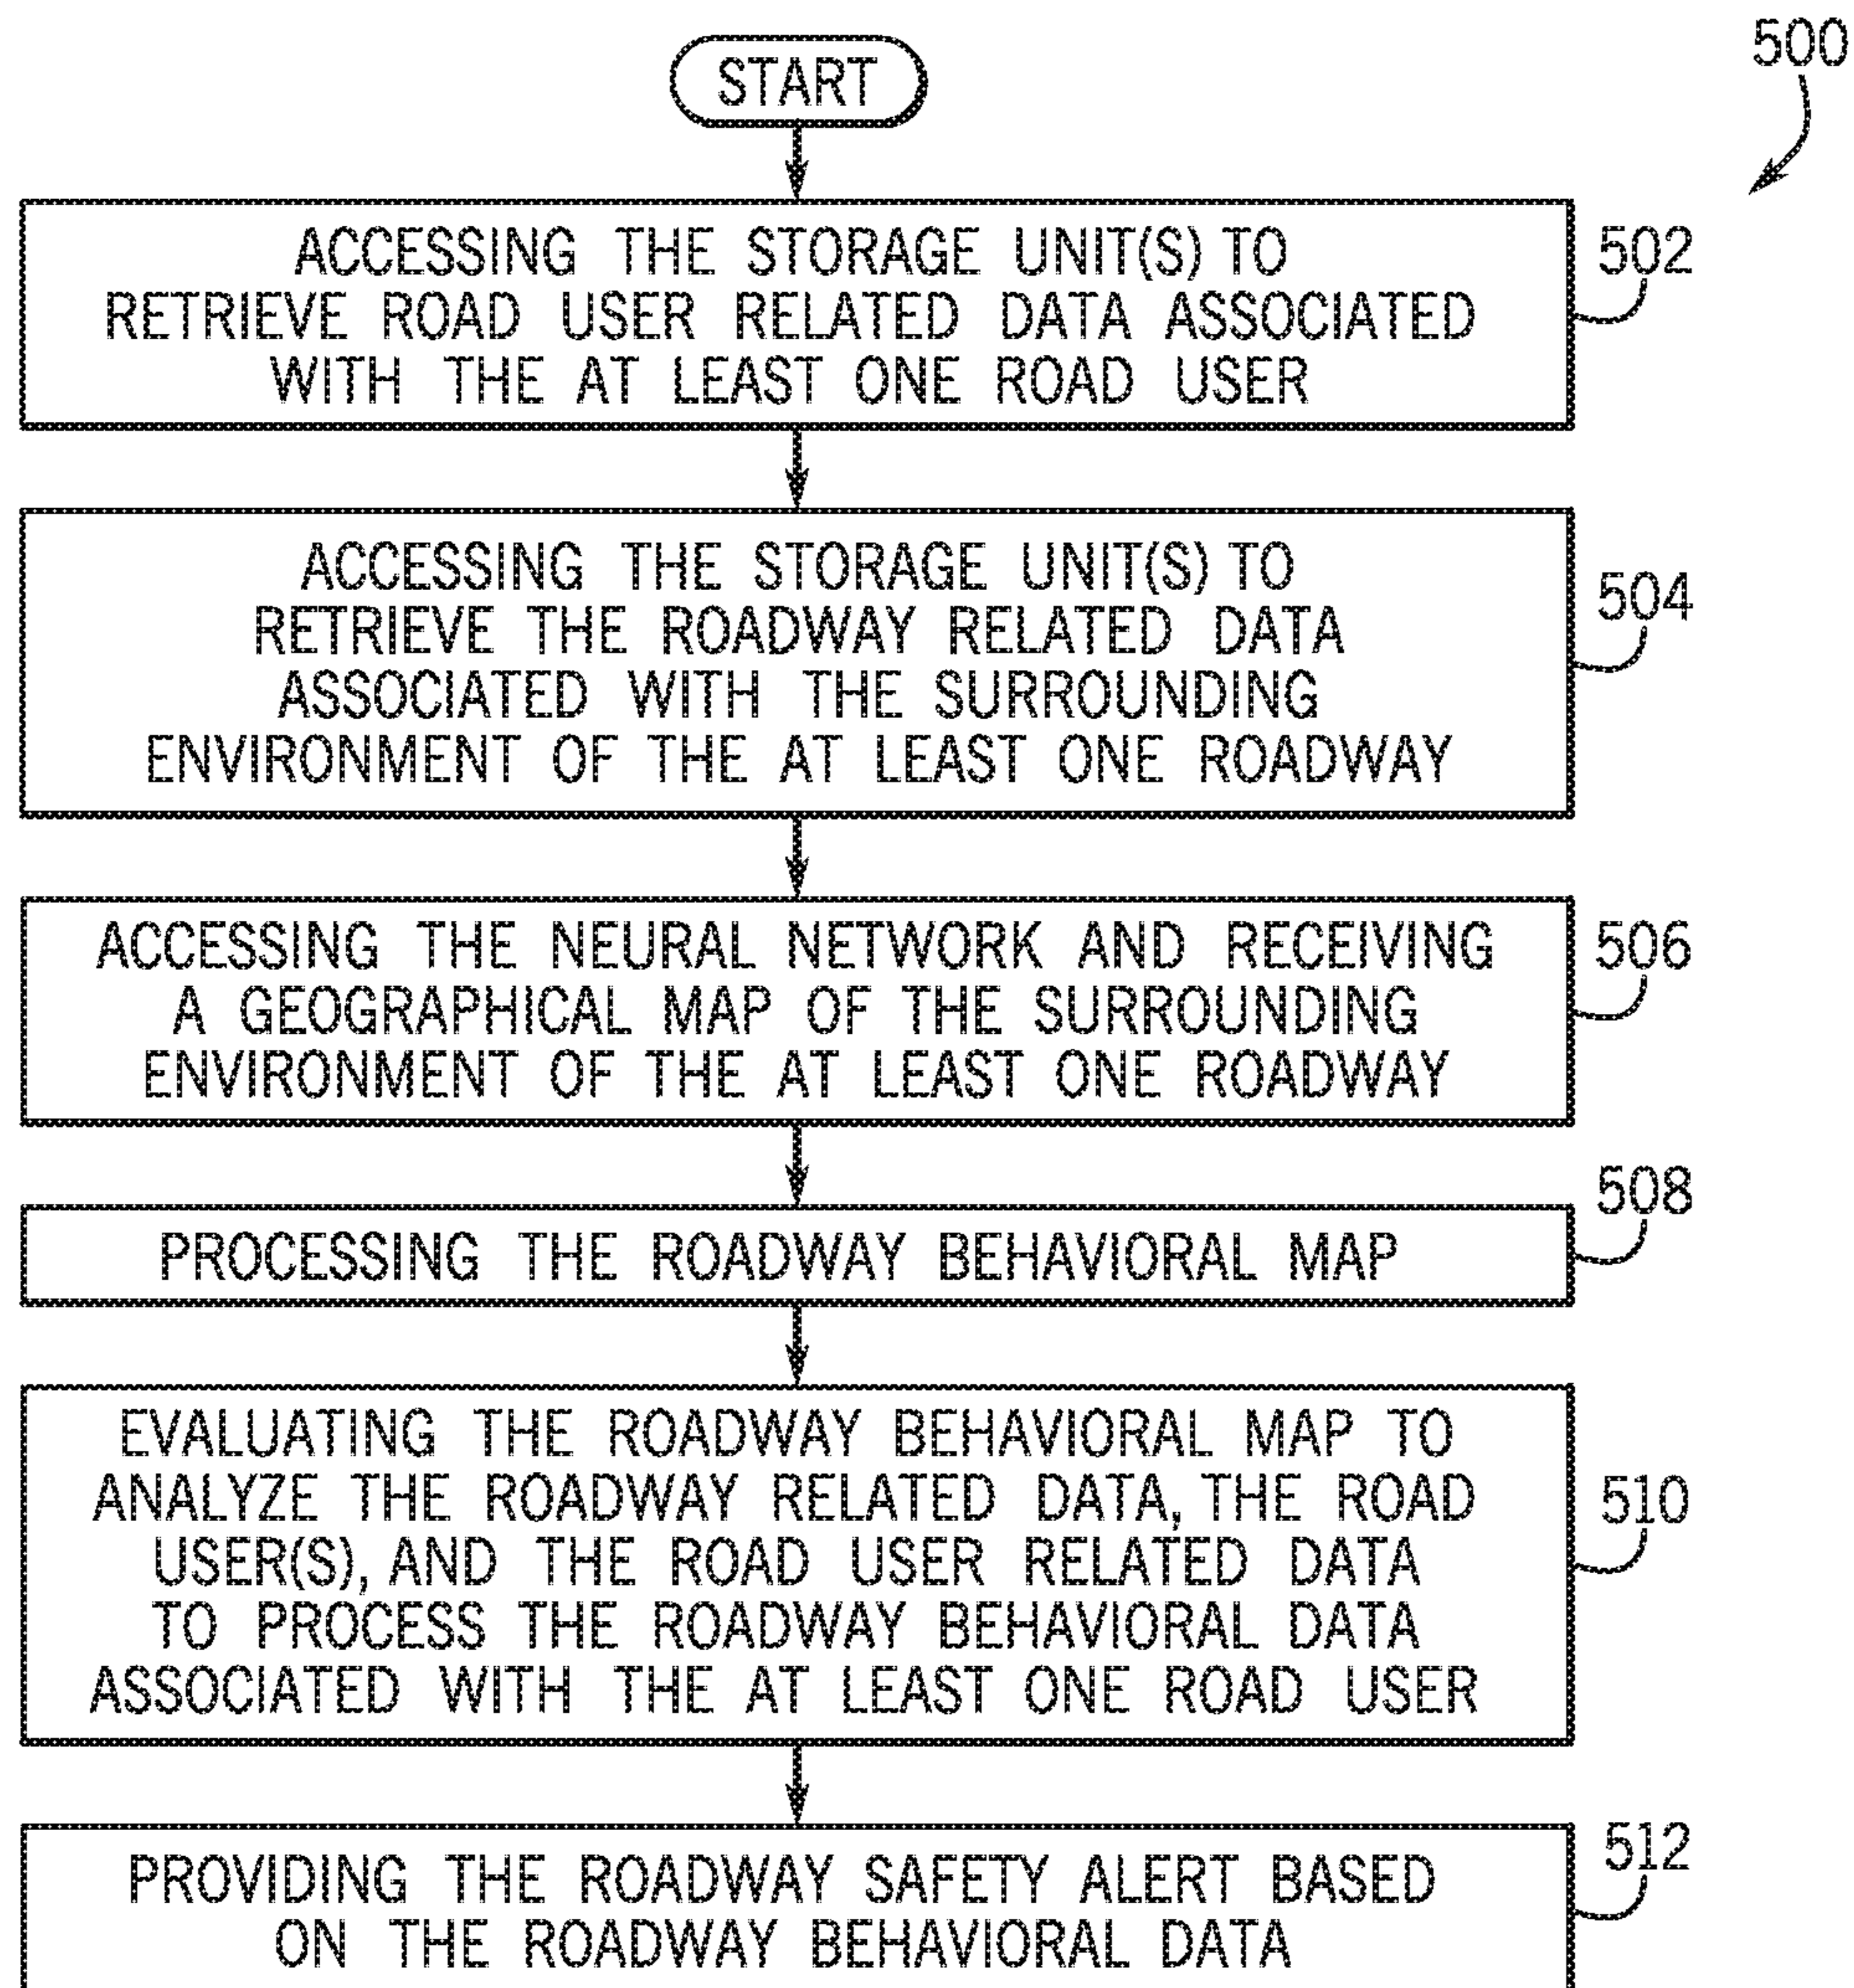 500
START
ACCESSING THE STORAGE UNIT(S) TO
RETRIEVE ROAD USER RELATED DATA ASSOCIATED
WITH THE AT LEAST ONE ROAD USER
502
ACCESSING THE STORAGE UNIT(S) TO
RETRIEVE THE ROADWAY RELATED DATA
ASSOCIATED WITH THE SURROUNDING
ENVIRONMENT OF THE AT LEAST ONE ROADWAY
504
ACCESSING THE NEURAL NETWORK AND RECEIVING
A GEOGRAPHICAL MAP OF THE SURROUNDING
ENVIRONMENT OF THE AT LEAST ONE ROADWAY
506
PROCESSING THE ROADWAY BEHAVIORAL MAP
508
EVALUATING THE ROADWAY BEHAVIORAL MAP TO
ANALYZE THE ROADWAY RELATED DATA, THE ROAD
USER(S), AND THE ROAD USER RELATED DATA
TO PROCESS THE ROADWAY BEHAVIORAL DATA
ASSOCIATED WITH THE AT LEAST ONE ROAD USER
510
PROVIDING THE ROADWAY SAFETY ALERT BASED
ON THE ROADWAY BEHAVIORAL DATA
512